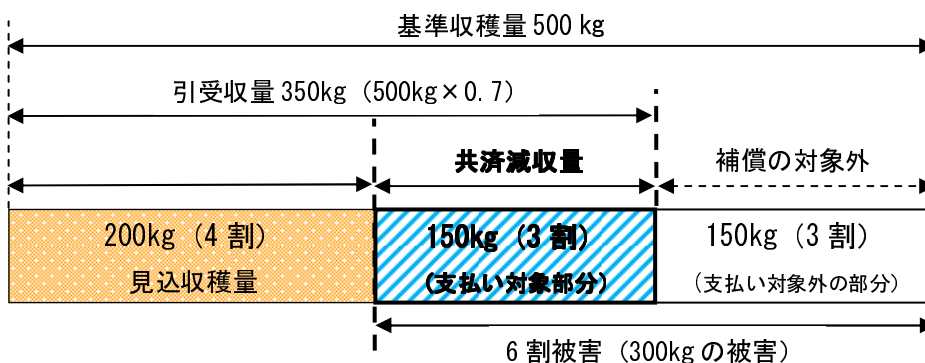 基準収穫量 500 kg
引受収量 350kg（500kg×0.7）
共済減収量
補償の対象外
200kg（4 割）
見込収穫量
150kg（3 割）
(支払い対象部分)
150kg（3 割）
（支払い対象外の部分）
6 割被害（300kg の被害）